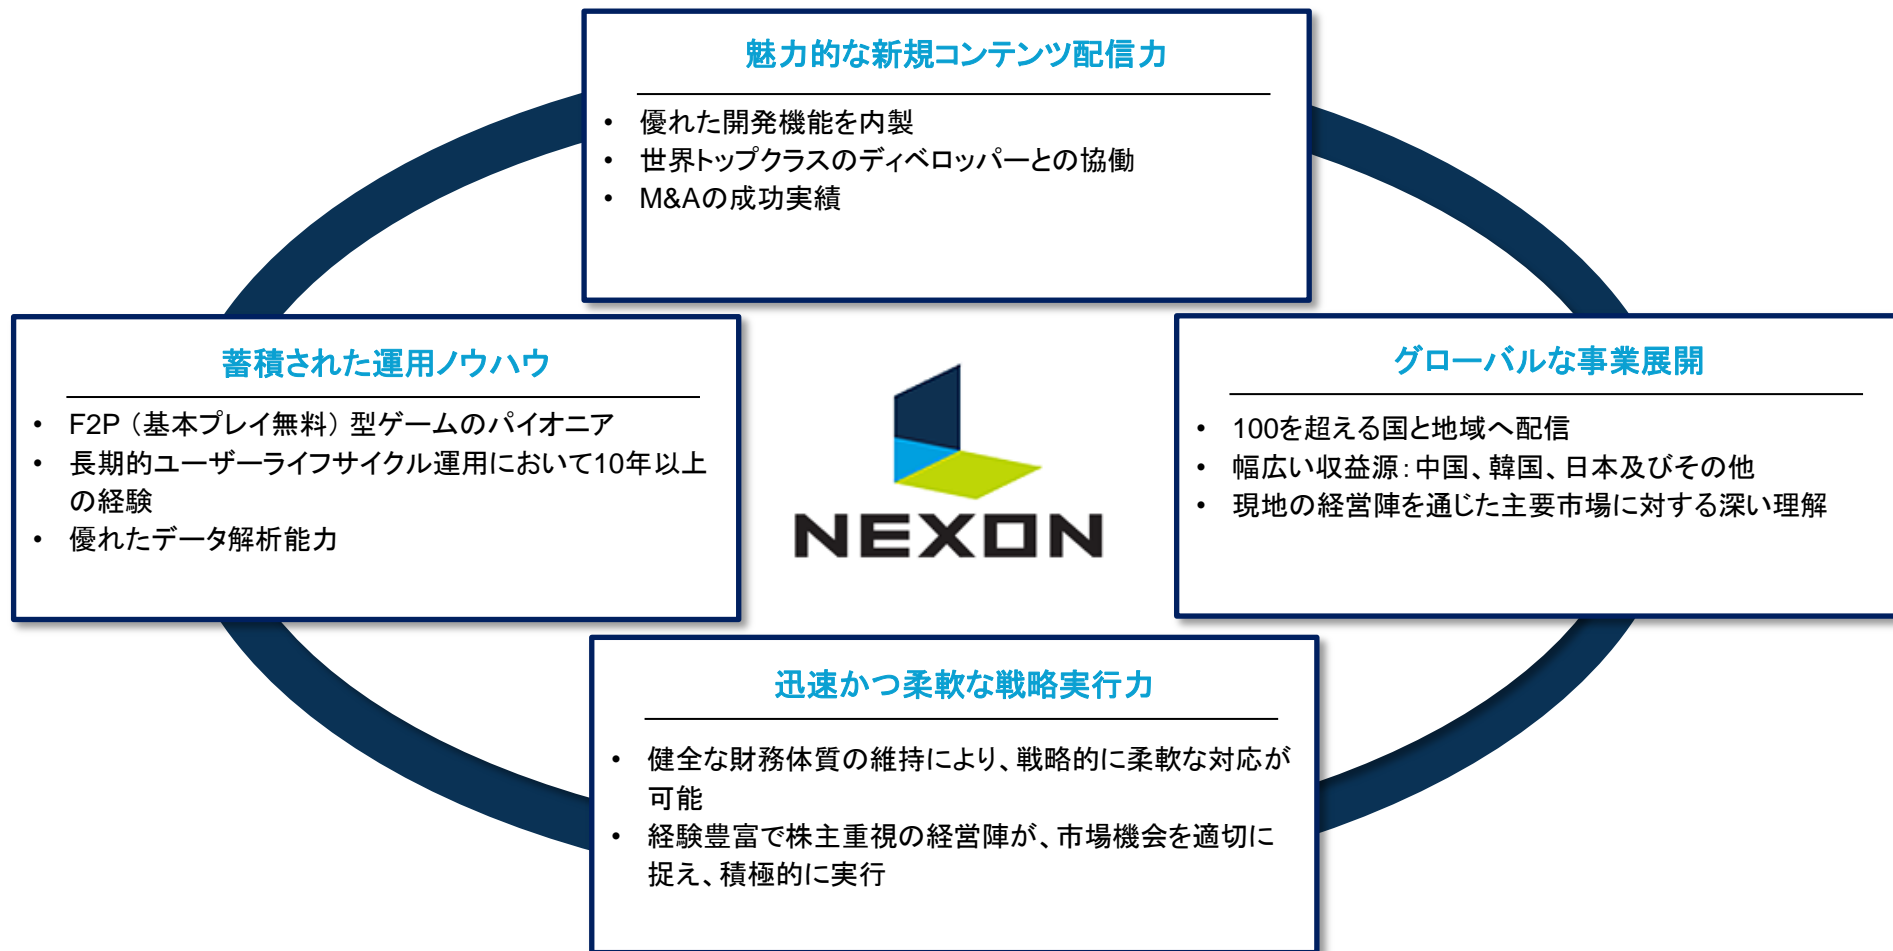 魅力的な新規コンテンツ配信力
• 優れた開発機能を内製
• 世界トップクラスのディベロッパーとの協働
• M&Aの成功実績
蓄積された運用ノウハウ
• F2P（基本プレイ無料）型ゲームのパイオニア
• 長期的ユーザーライフサイクル運用において10年以上
の経験
• 優れたデータ解析能力
NEXON
グローバルな事業展開
• 100を超える国と地域へ配信
• 幅広い収益源：中国、韓国、日本及びその他
• 現地の経営陣を通じた主要市場に対する深い理解
迅速かつ柔軟な戦略実行力
• 健全な財務体質の維持により、戦略的に柔軟な対応が
可能
• 経験豊富で株主重視の経営陣が、市場機会を適切に
捉え、積極的に実行